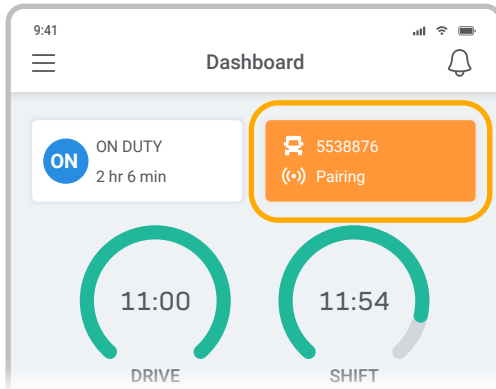 9:41
Dashboard
ON
ON DUTY
2 hr 6 min
5538876
Pairing
11:00
11:54
DRIVE
SHIFT